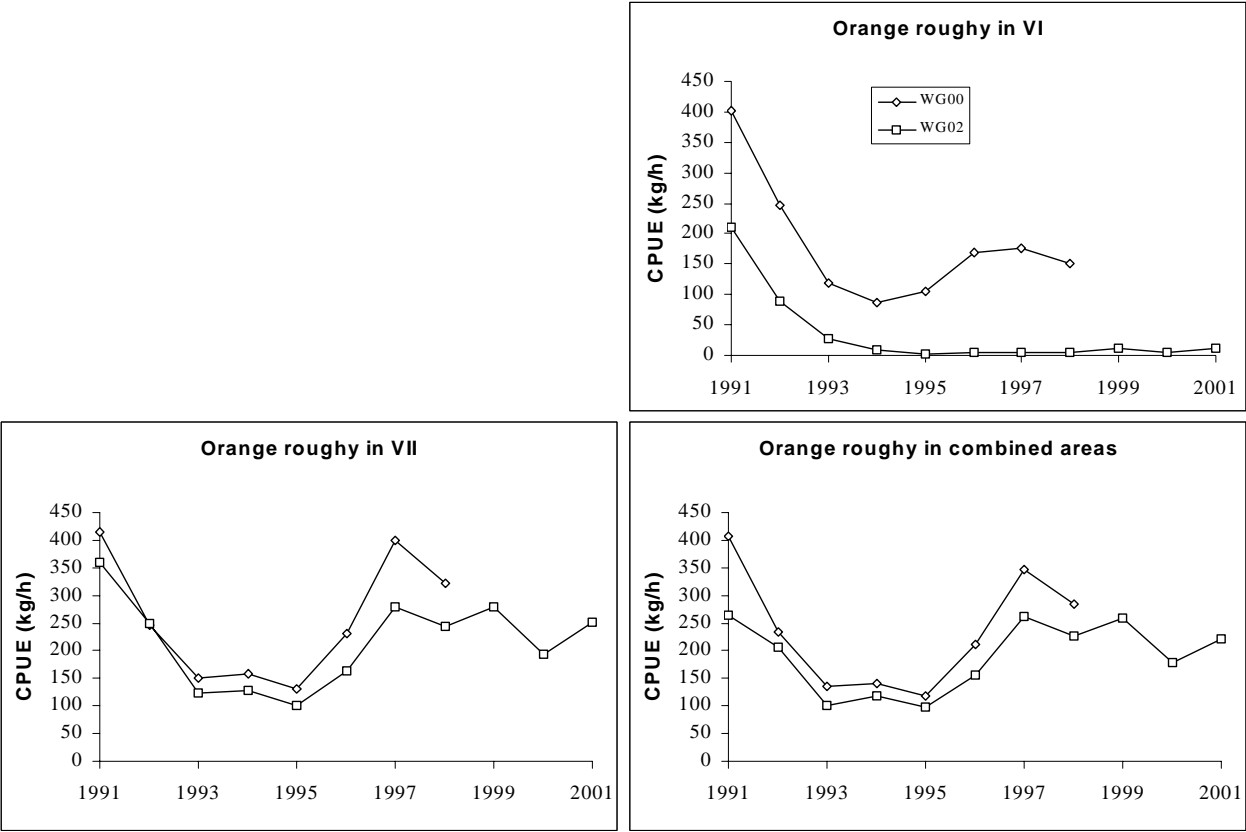 Orange roughy in VI
450
400
350
300
250
200
150
100
50
0
CPUE (kg/h)
WG00
WG02
1991 1993 1995 1997 1999 2001
Orange roughy in VII
450
400
350
300
250
200
150
100
50
0
CPUE (kg/h)
1991 1993 1995 1997 1999 2001
Orange roughy in combined areas
450
400
350
300
250
200
150
100
50
0
CPUE (kg/h)
1991 1993 1995 1997 1999 2001